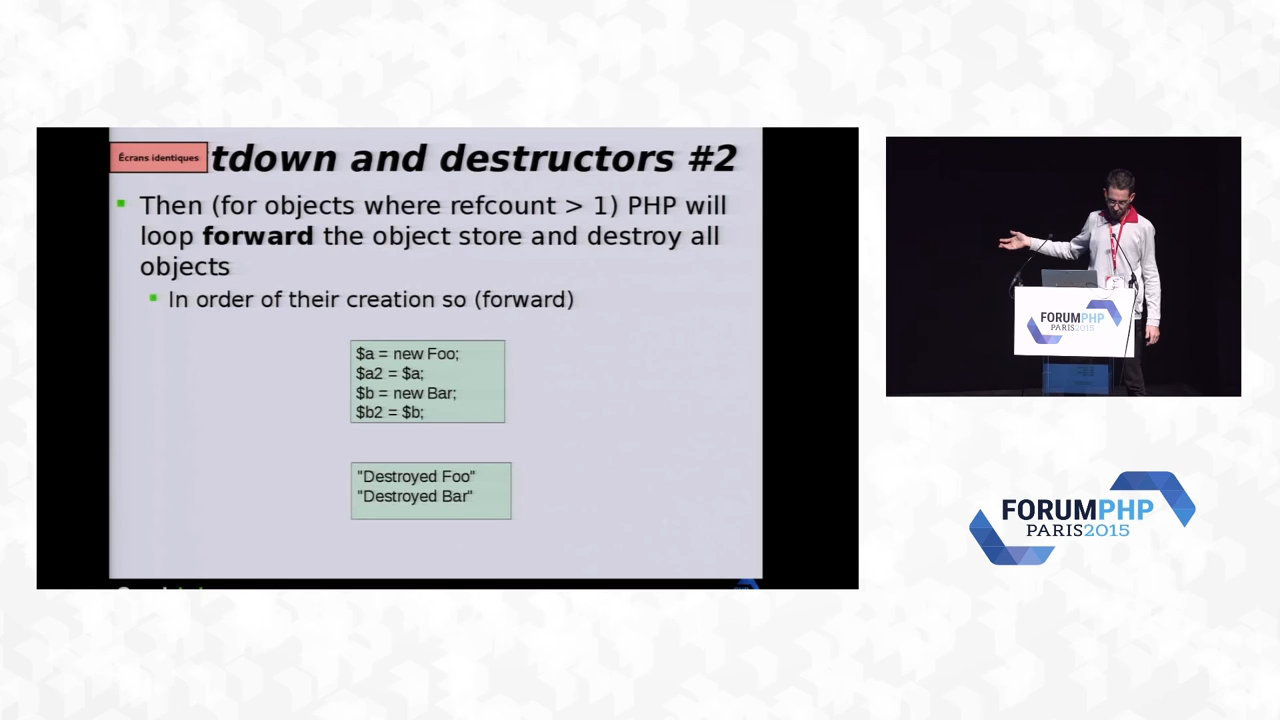 Écrans identiques
tdown and destructors #2
Then (for objects where refcount > 1) PHP will
loop forward the object store and destroy all
objects
In order of their creation so (forward)
$a = new Foo;
$a2 = $a;
$b = new Bar;
$b2 = $b;
"Destroyed Foo"
"Destroyed Bar"
FORUMPHP
PARIS2015
FORUMPHP
PARIS2015